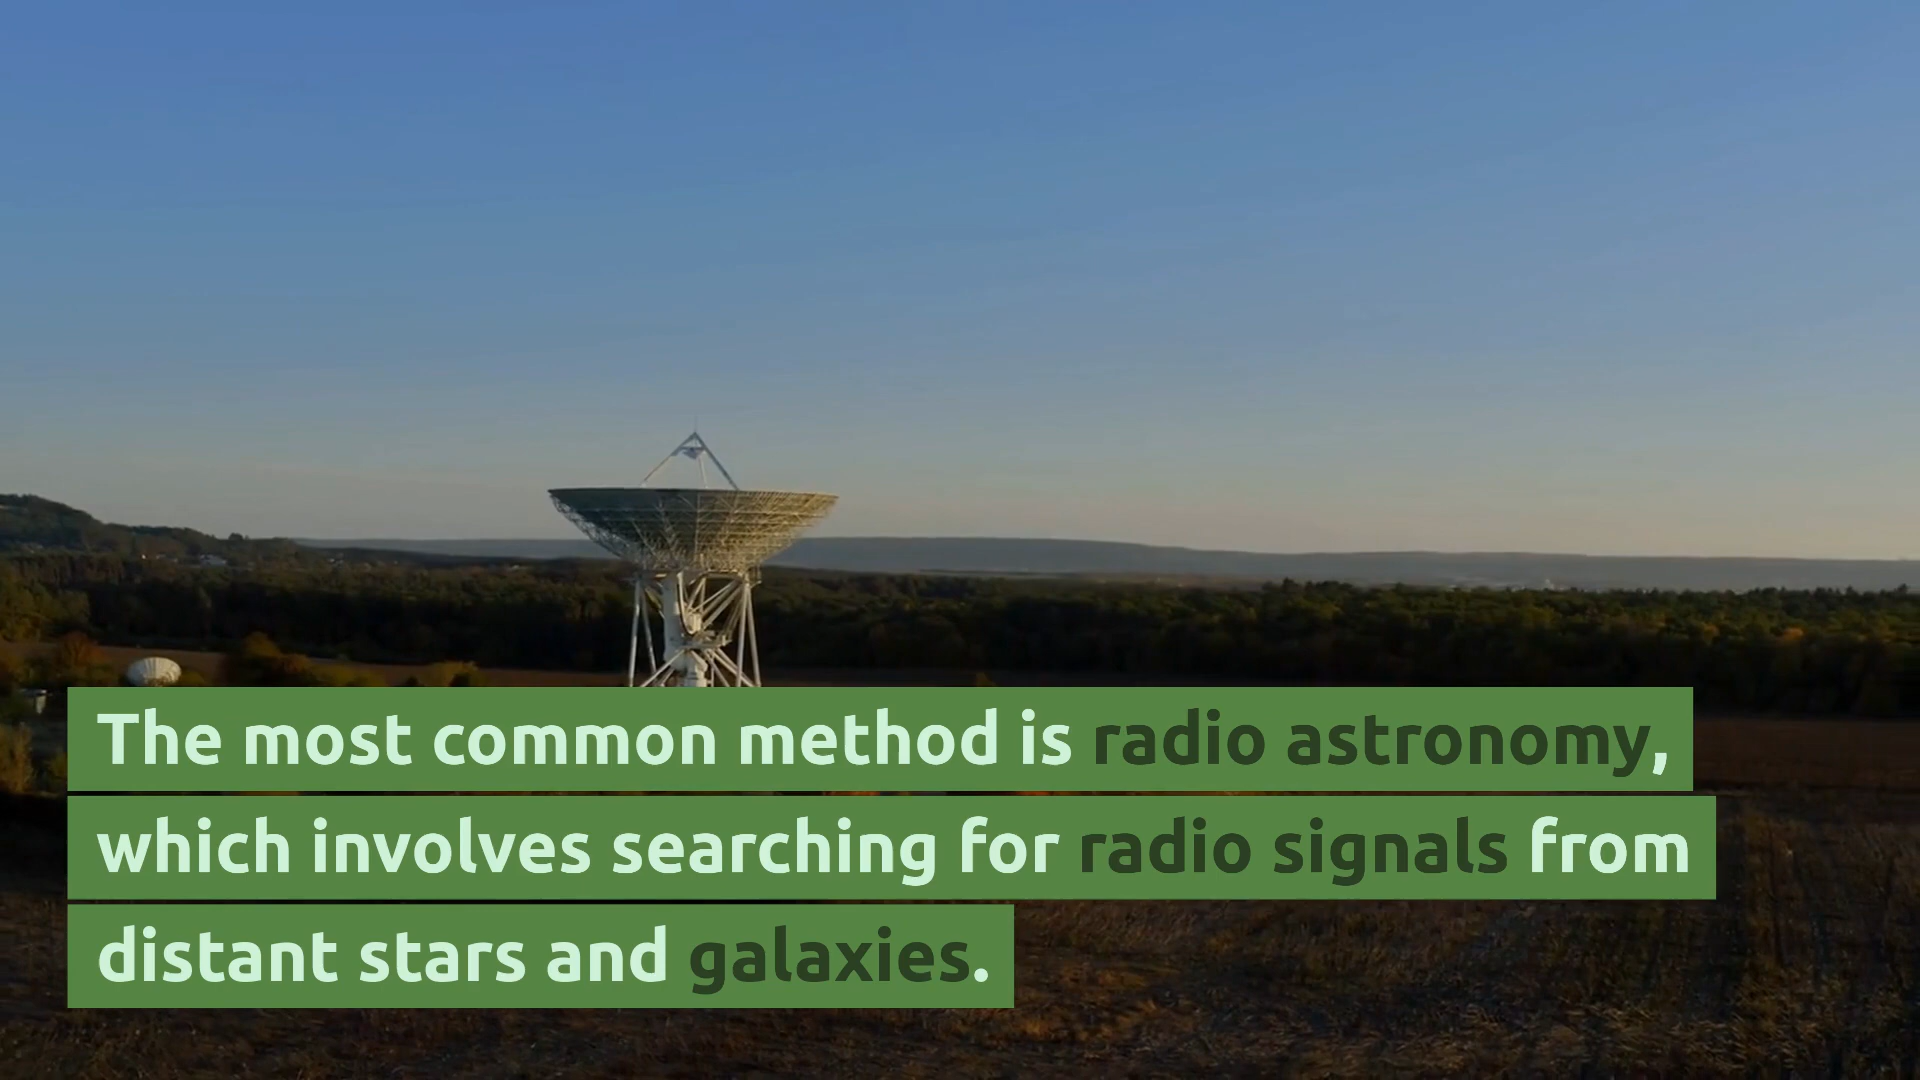 The most common method is radio astronomy,
which involves searching for radio signals from
distant stars and galaxies.